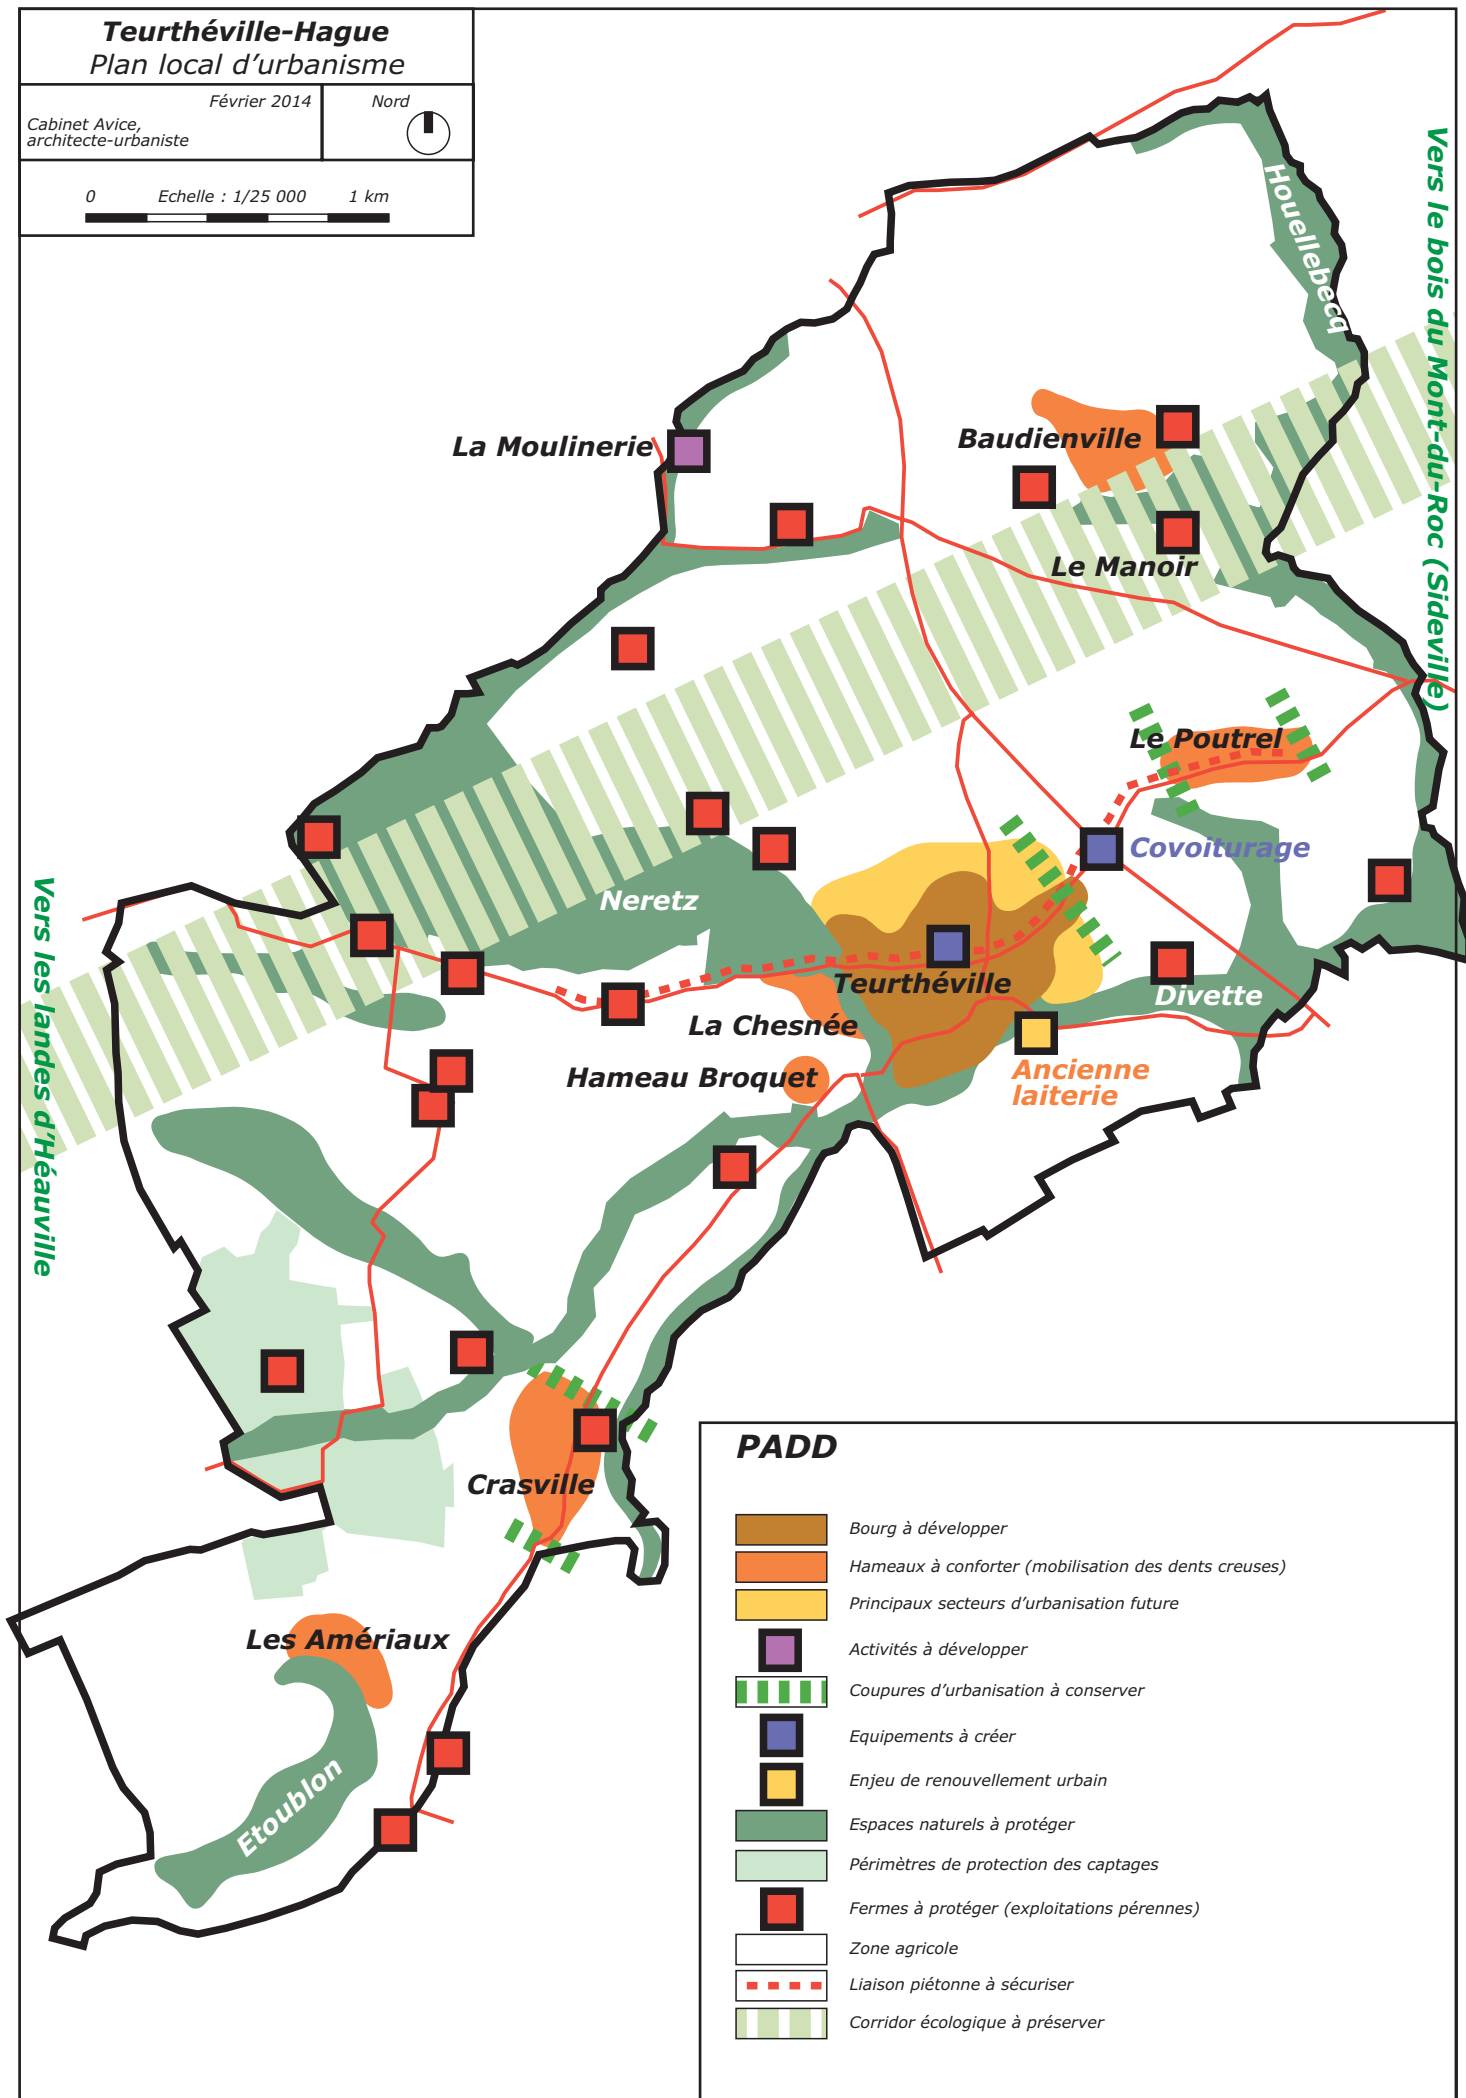 Teurthéville-Hague
Plan local d’urbanisme
Février 2014
Nord
Cabinet Avice,
architecte-urbaniste
0 Echelle : 1/25 000 1 km
Houellebecq
Vers le bois du Mont-du-Roc (Sideville)
La Moulinerie
Baudienville
Le Manoir
Le Poutrel
Covoiturage
Neretz
Vers les landes d’Héauville
Teurthéville
Divette
La Chesnée
Hameau Broquet
Ancienne
laiterie
Crasville
Les Amériaux
Etoublon
PADD
Bourg à développer
Hameaux à conforter (mobilisation des dents creuses)
Principaux secteurs d’urbanisation future
Activités à développer
Coupures d’urbanisation à conserver
Equipements à créer
Enjeu de renouvellement urbain
Espaces naturels à protéger
Périmètres de protection des captages
Fermes à protéger (exploitations pérennes)
Zone agricole
Liaison piétonne à sécuriser
Corridor écologique à préserver